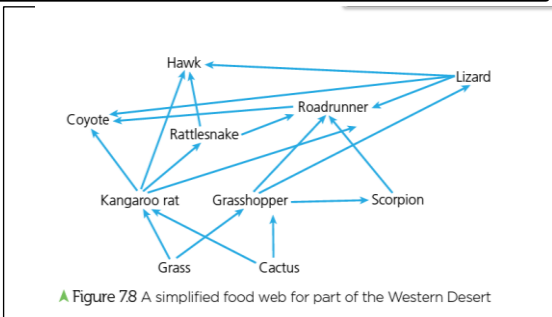 Hawk
Lizard
Roadrunner
Coyote
Rattlesnake
Kangaroo rat Grasshopper Scorpion
Grass Cactus
Figure 7.8 A simplified food web for part of the Western Desert